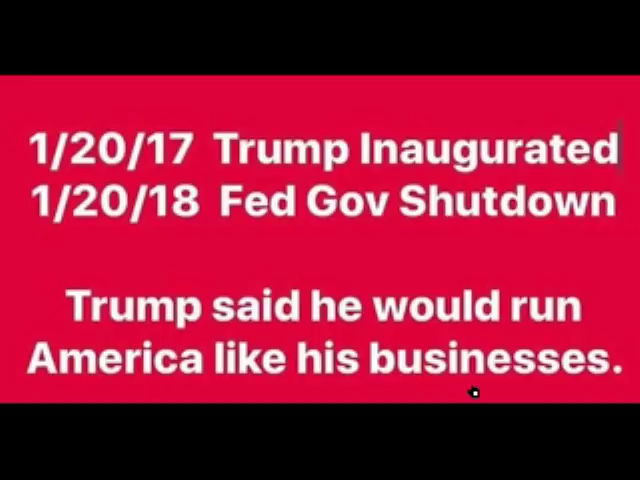 1/20/17 Trump Inaugurated
1/20/18 Fed Gov Shutdown
Trump said he would run
America like his businesses.